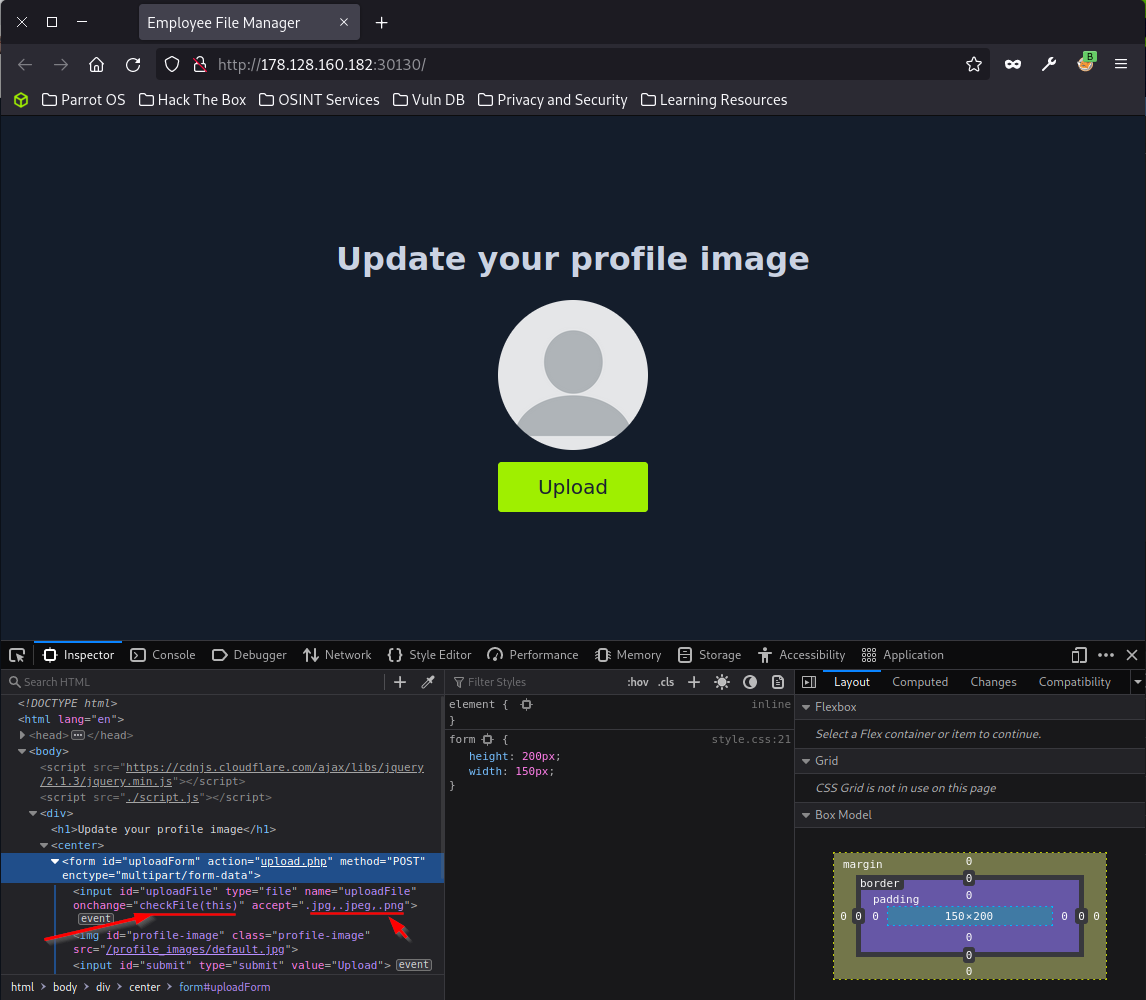 Employee File Manager
http://178.128.160.182:30130/
B
Parrot OS Hack The Box OSINT Services Vuln DB Privacy and Security Learning Resources
Update your profile image
Upload
Inspector Console Debugger Network Style Editor Performance Memory Storage Accessibility Application
Search HTML
<!DOCTYPE html>
<html lang="en">
<head> ••• </head>
<body>
<script src="https://cdnjs.cloudflare.com/ajax/libs/jquery
/2.1.3/jquery.min.js"></script>
<script src="./script.js"></script>
<div>
<h1>Update your profile image</h1>
<center>
<form id="uploadForm" action="upload.php" method="POST"
enctype="multipart/form-data">
<input id="uploadFile" type="file" name="uploadFile"
onchange="checkFile(this)" accept=".jpg,.jpeg,.png">
event
<img id="profile-image" class="profile-image"
src="/profile_images/default.jpg">
<input id="submit" type="submit" value="Upload"> event
html > body > div > center > form#uploadForm
Filter Styles :hov .cls
element { inline
}
form { style.css:21
height: 200px;
width: 150px;
}
Layout Computed Changes Compatibility
Flexbox
Select a Flex container or item to continue.
Grid
CSS Grid is not in use on this page
Box Model
margin 0
border 0
padding 0
0 0 0 150×200 0 0 0
0
0
0